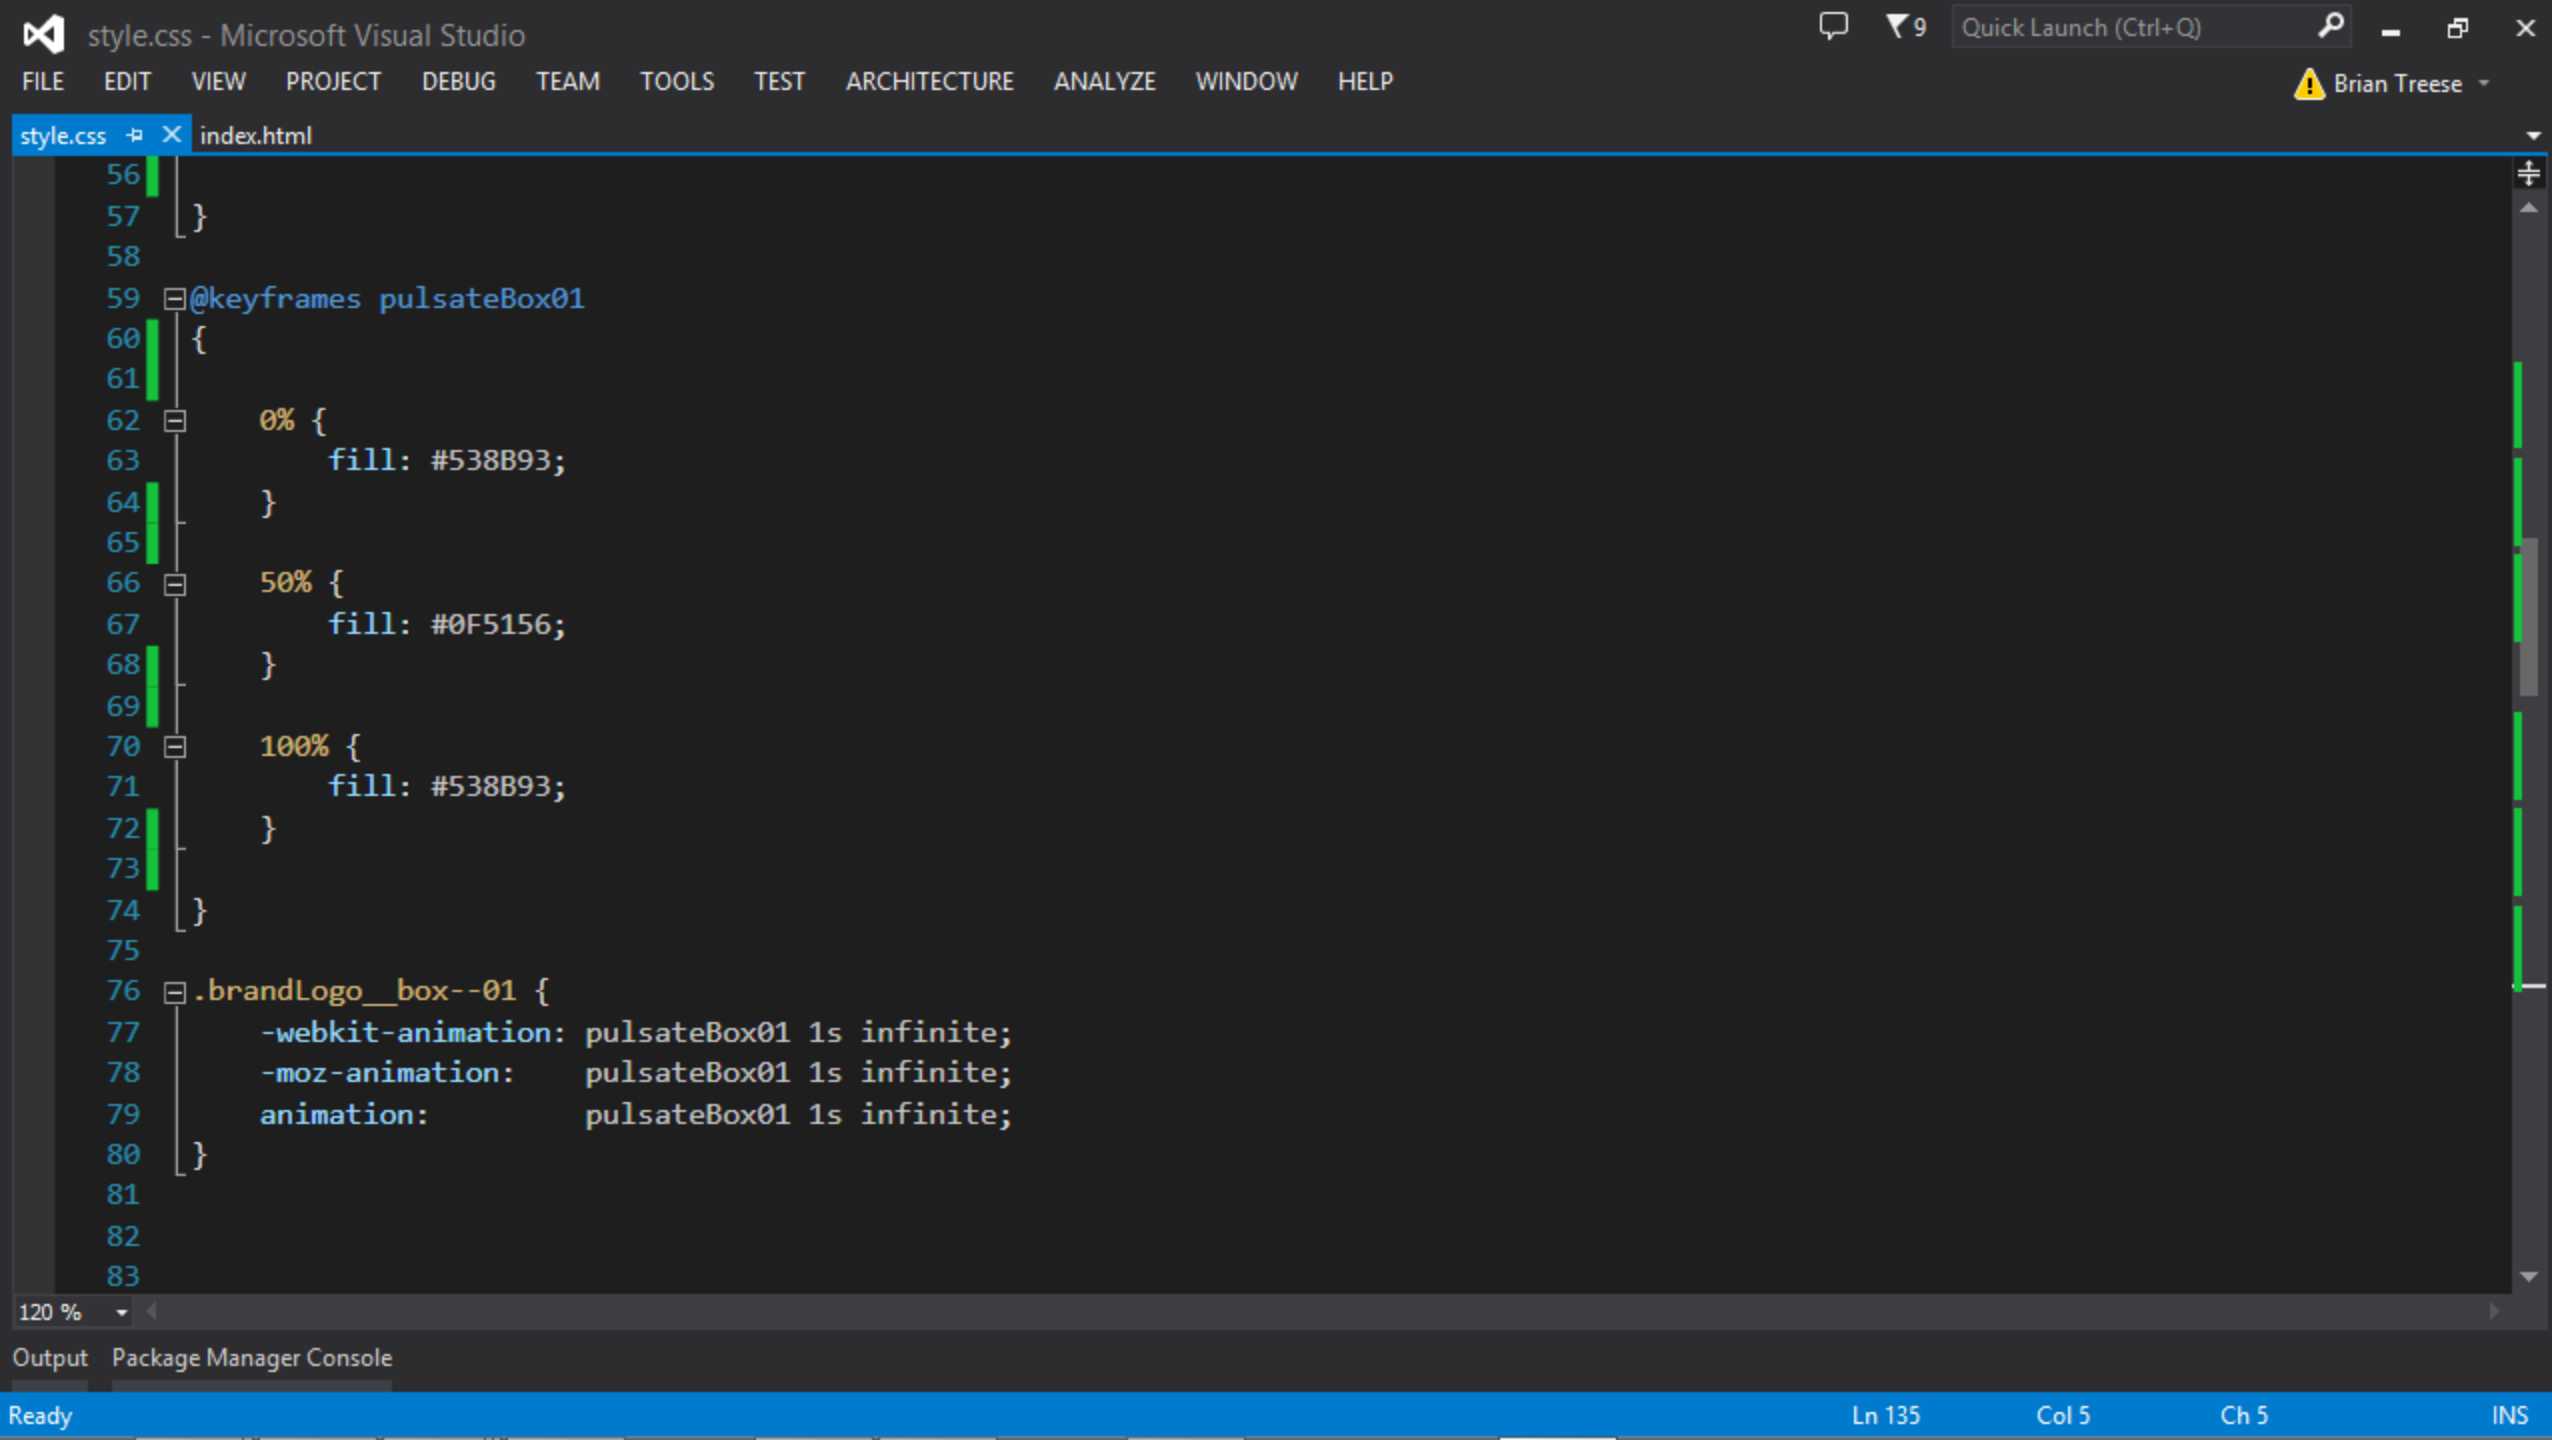 style.css - Microsoft Visual Studio
9
Quick Launch (Ctrl+Q)
FILE EDIT VIEW PROJECT DEBUG TEAM TOOLS TEST ARCHITECTURE ANALYZE WINDOW HELP
Brian Treese
style.css index.html
56
57 }
58
59 @keyframes pulsateBox01
60 {
61
62 0% {
63 fill: #538B93;
64 }
65
66 50% {
67 fill: #0F5156;
68 }
69
70 100% {
71 fill: #538B93;
72 }
73
74 }
75
76 .brandLogo__box--01 {
77 -webkit-animation: pulsateBox01 1s infinite;
78 -moz-animation: pulsateBox01 1s infinite;
79 animation: pulsateBox01 1s infinite;
80 }
81
82
83
120 %
Output Package Manager Console
Ready Ln 135 Col 5 Ch 5 INS